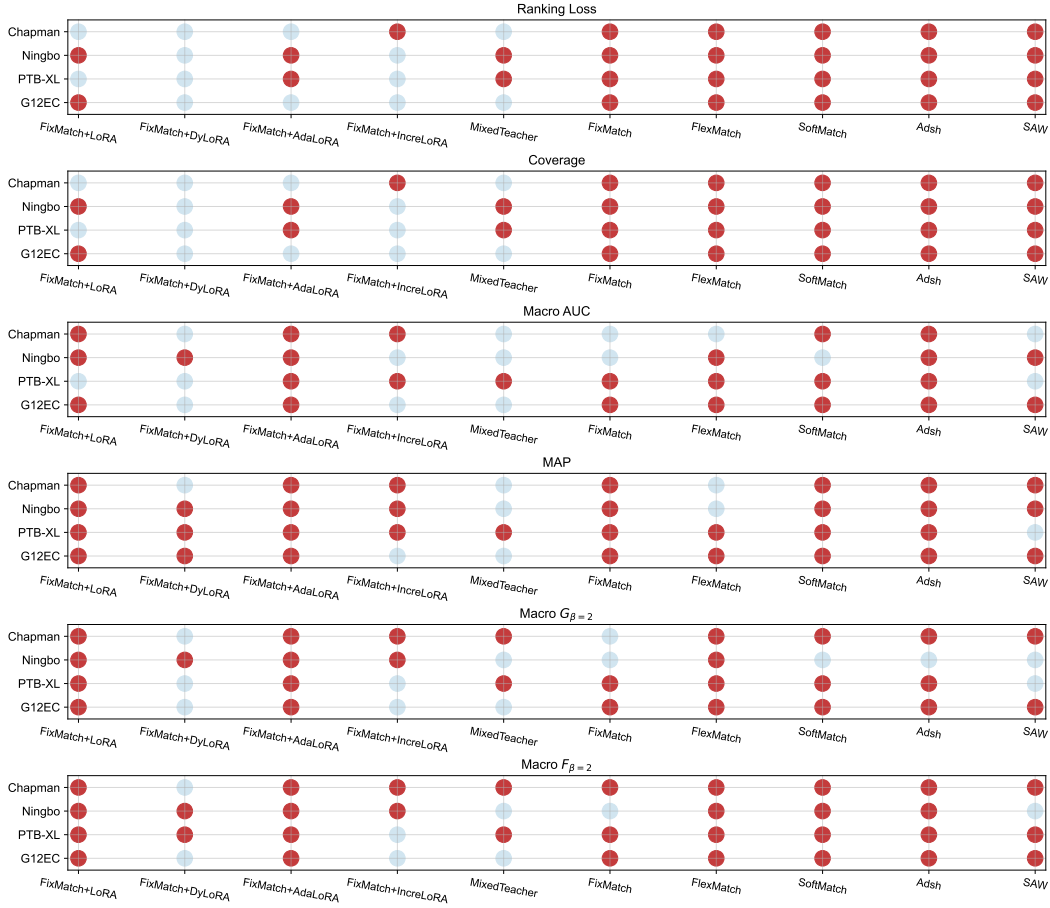 Ranking Loss
Chapman
Ningbo
PTB-XL
G12EC
FixMatch+LoRA FixMatch+DyLoRA FixMatch+AdaLoRA FixMatch+IncreLoRA MixedTeacher FixMatch FlexMatch SoftMatch Adsh SAW
Coverage
Chapman
Ningbo
PTB-XL
G12EC
FixMatch+LoRA FixMatch+DyLoRA FixMatch+AdaLoRA FixMatch+IncreLoRA MixedTeacher FixMatch FlexMatch SoftMatch Adsh SAW
Macro AUC
Chapman
Ningbo
PTB-XL
G12EC
FixMatch+LoRA FixMatch+DyLoRA FixMatch+AdaLoRA FixMatch+IncreLoRA MixedTeacher FixMatch FlexMatch SoftMatch Adsh SAW
MAP
Chapman
Ningbo
PTB-XL
G12EC
FixMatch+LoRA FixMatch+DyLoRA FixMatch+AdaLoRA FixMatch+IncreLoRA MixedTeacher FixMatch FlexMatch SoftMatch Adsh SAW
Macro $G_{\beta=2}$
Chapman
Ningbo
PTB-XL
G12EC
FixMatch+LoRA FixMatch+DyLoRA FixMatch+AdaLoRA FixMatch+IncreLoRA MixedTeacher FixMatch FlexMatch SoftMatch Adsh SAW
Macro $F_{\beta=2}$
Chapman
Ningbo
PTB-XL
G12EC
FixMatch+LoRA FixMatch+DyLoRA FixMatch+AdaLoRA FixMatch+IncreLoRA MixedTeacher FixMatch FlexMatch SoftMatch Adsh SAW